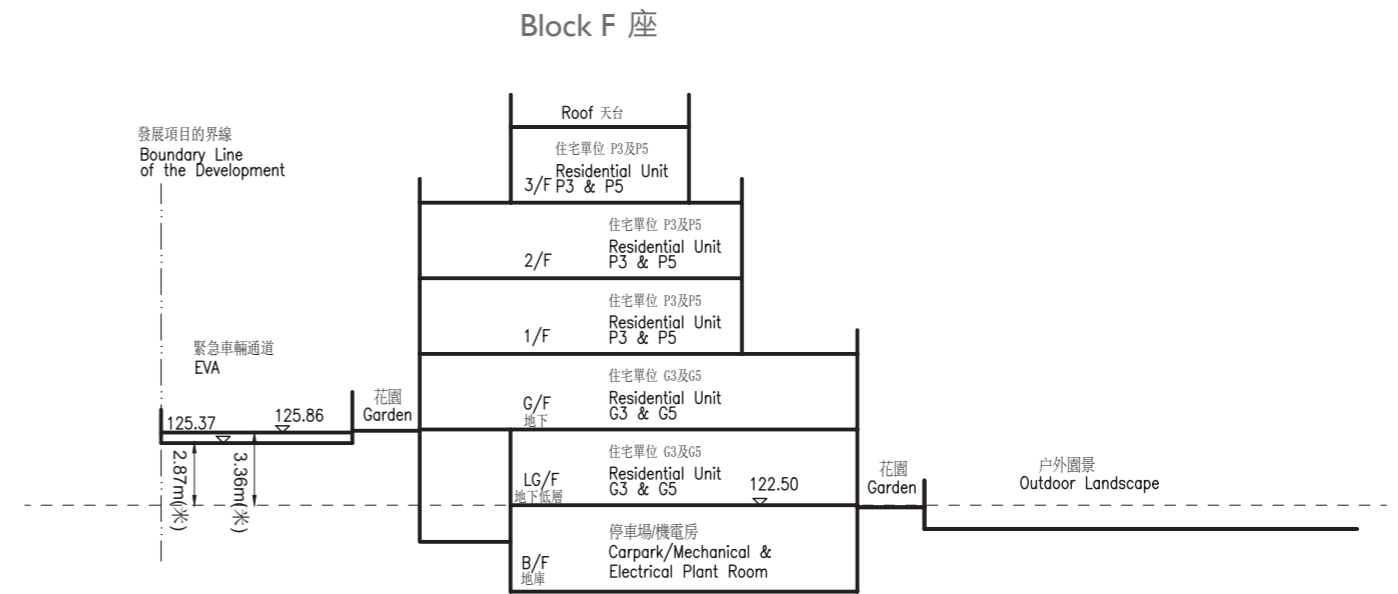 Block F 座
Roof 天台
發展項目的界線
Boundary Line
of the Development
住宅單位 P3及P5
Residential Unit
3/F P3 & P5
住宅單位 P3及P5
Residential Unit
2/F P3 & P5
住宅單位 P3及P5
Residential Unit
1/F P3 & P5
緊急車輛通道
EVA
住宅單位 G3及G5
Residential Unit
G/F G3 & G5
地下
花園
Garden
125.37
125.86
2.87m(米)
3.36m(米)
住宅單位 G3及G5
Residential Unit
LG/F G3 & G5
地下低層
122.50
花園
Garden
户外園景
Outdoor Landscape
停車場/機電房
Carpark/Mechanical &
Electrical Plant Room
B/F
地庫